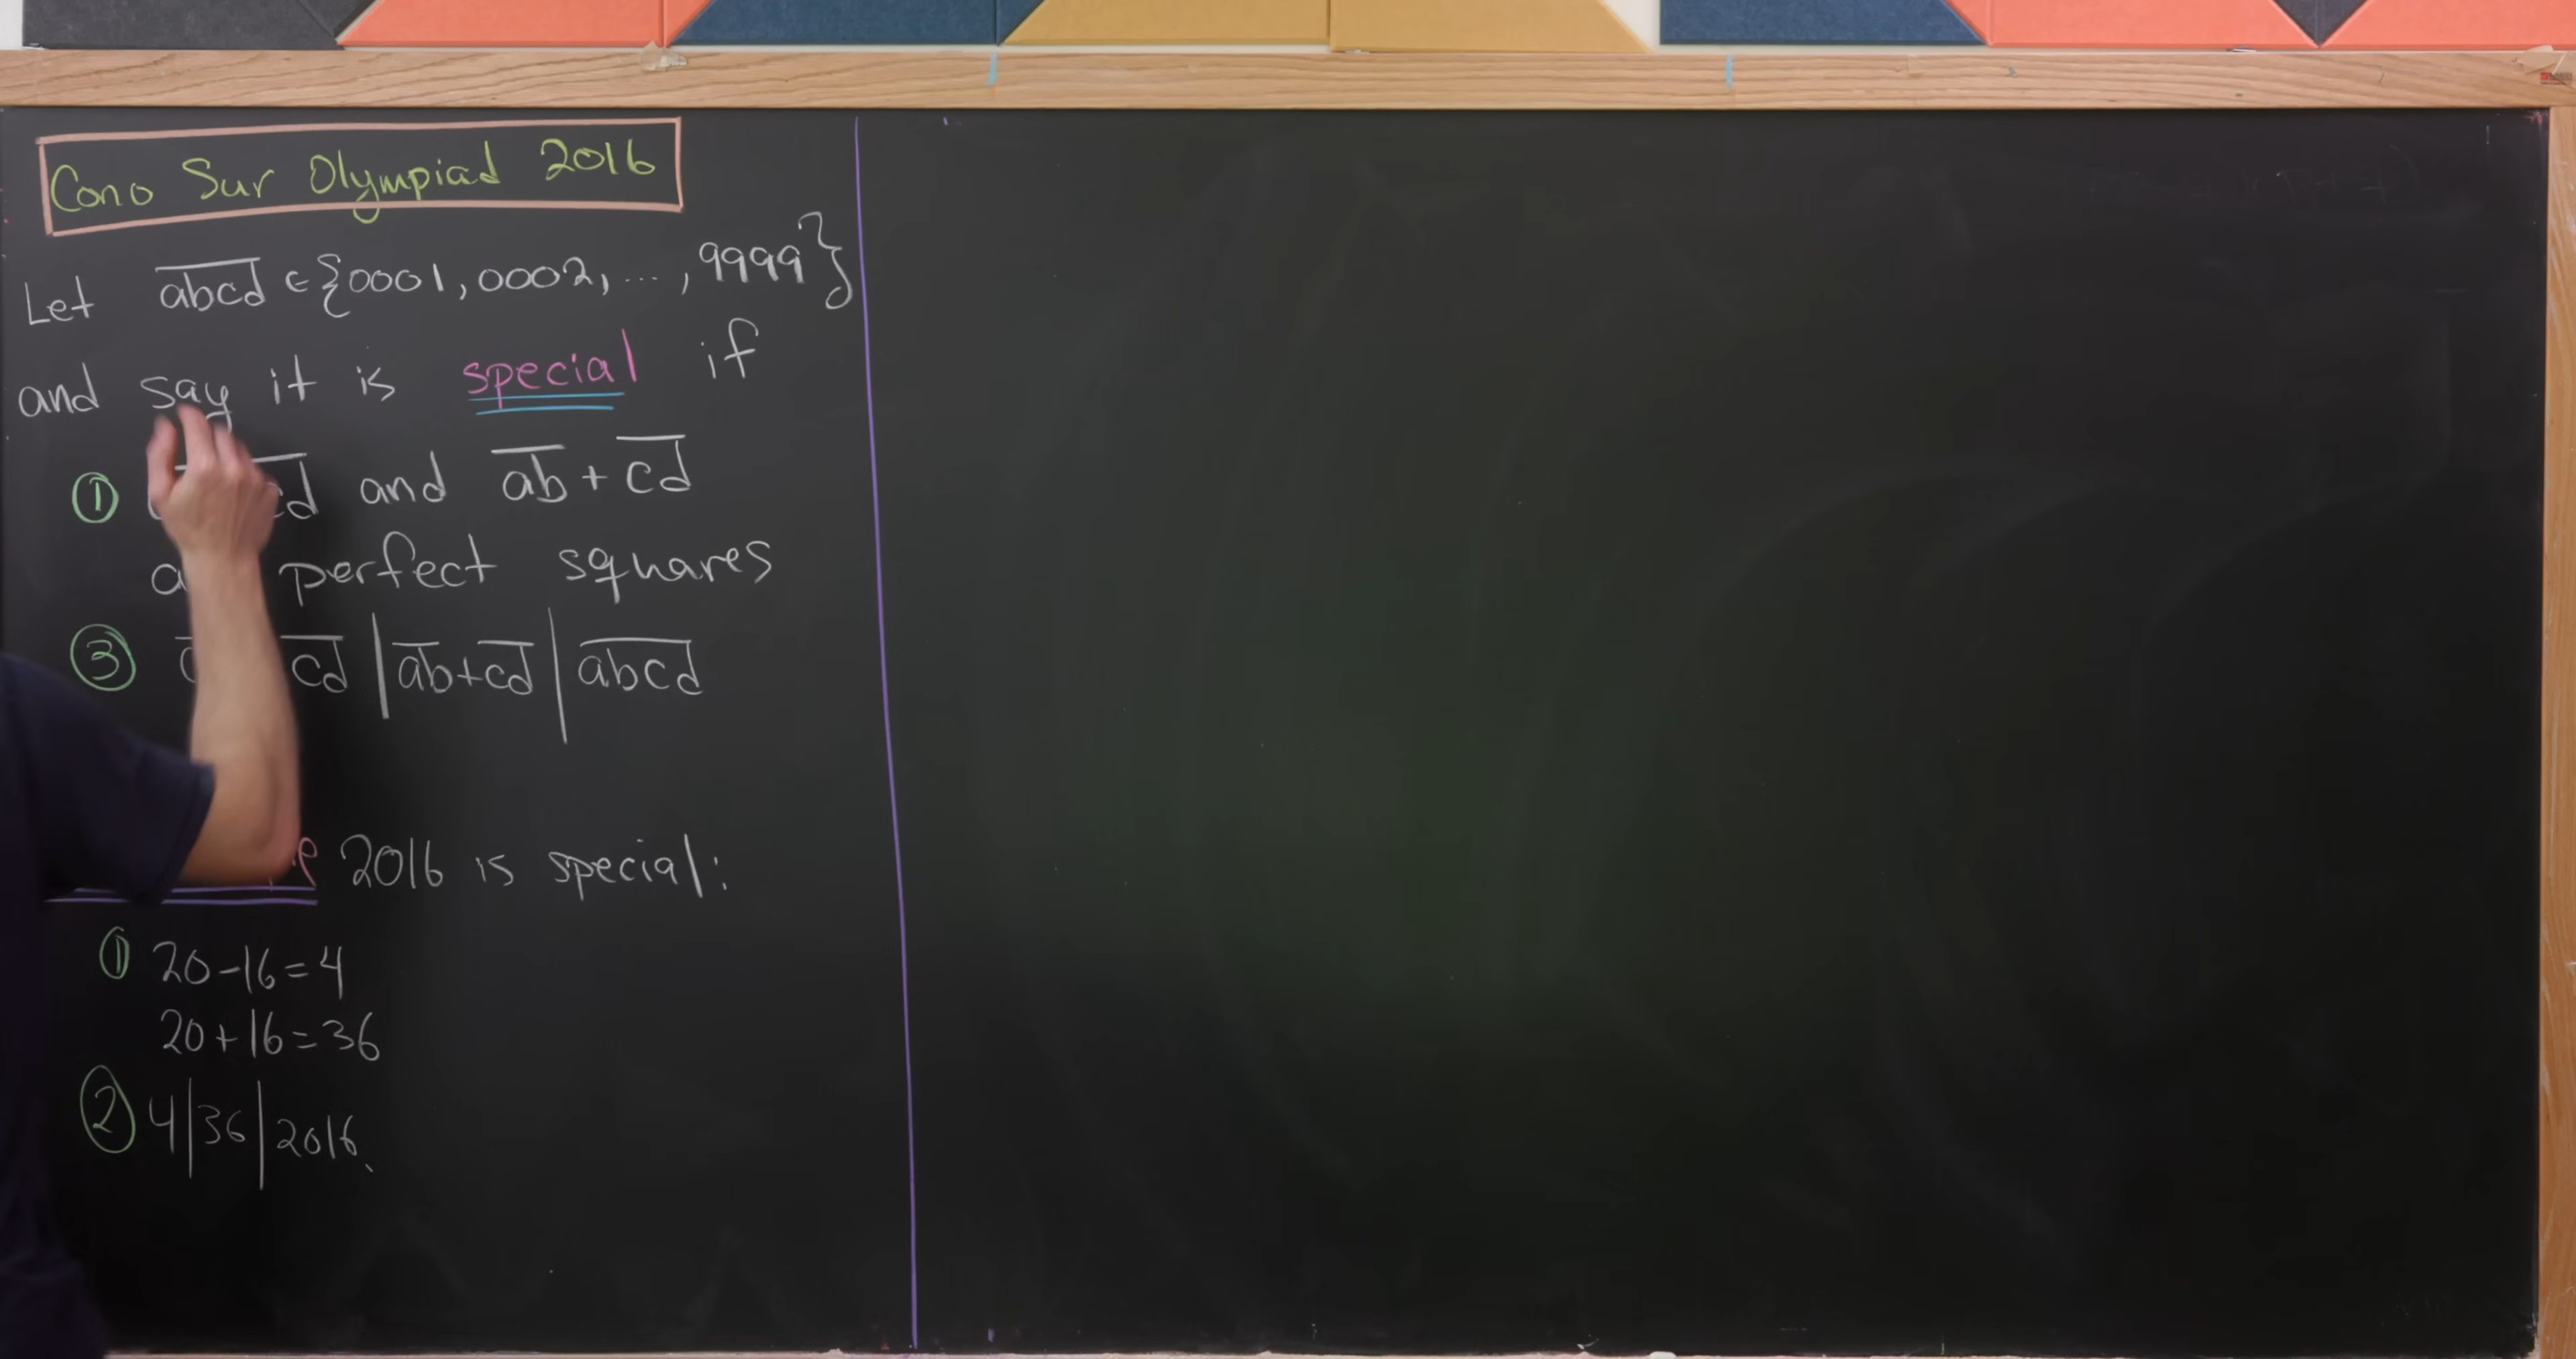 Cono Sur Olympiad 2016
Let abcd ∈ {0001, 0002, ..., 9999}
and say it is special if
① cd and ab + cd
perfect squares
③ cd | ab+cd | abcd
2016 is special:
① 20-16=4
20+16=36
② 4|36|2016.